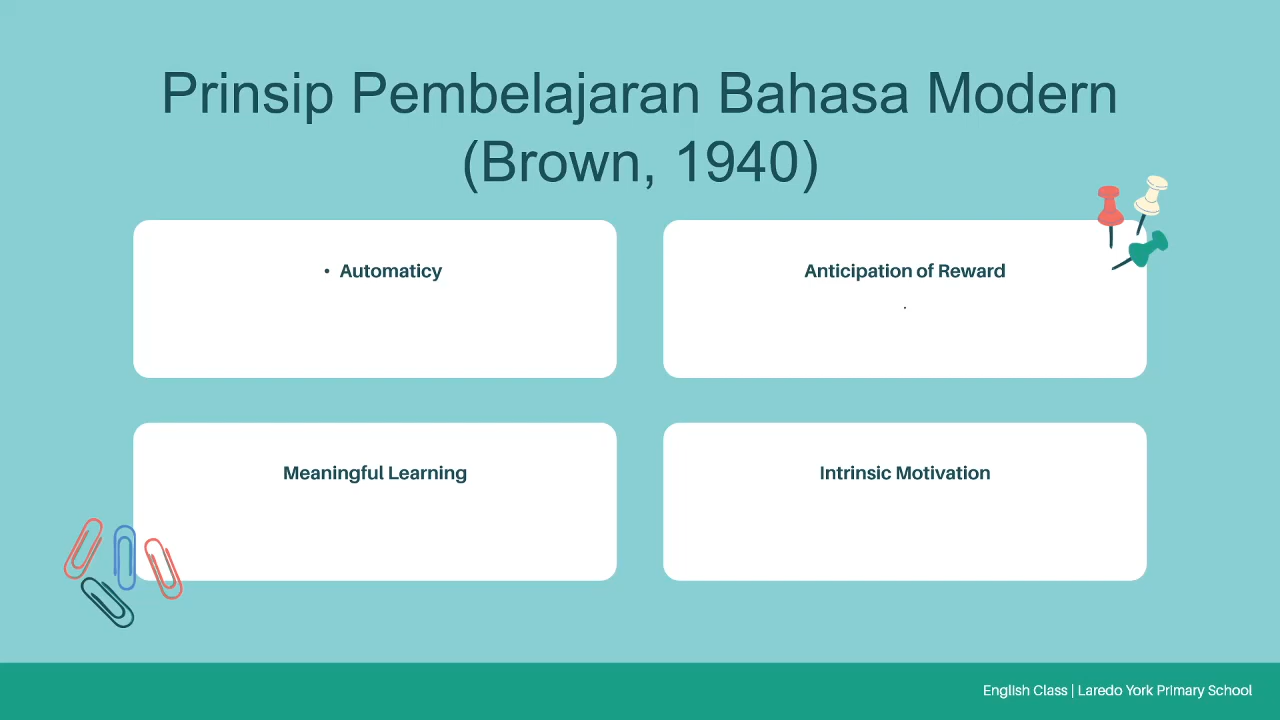 Prinsip Pembelajaran Bahasa Modern
(Brown, 1940)
• Automaticy
Anticipation of Reward
.
Meaningful Learning
Intrinsic Motivation
English Class | Laredo York Primary School